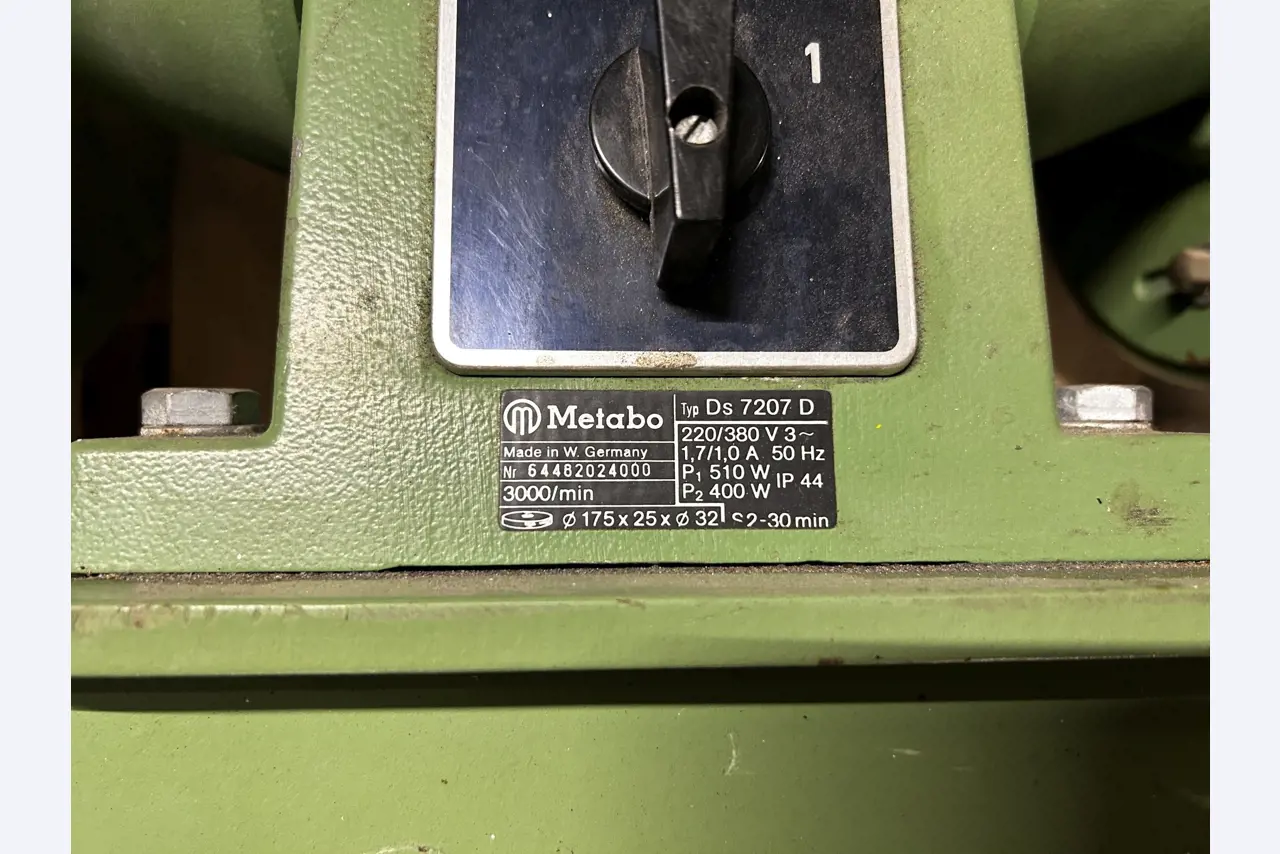 1
Metabo
Typ Ds 7207 D
Made in W. Germany
Nr 64482024000
3000/min
220/380 V 3~
1,7/1,0 A 50 Hz
P1 510 W
P2 400 W
IP 44
Ø 175 x 25 x Ø 32
S2-30 min